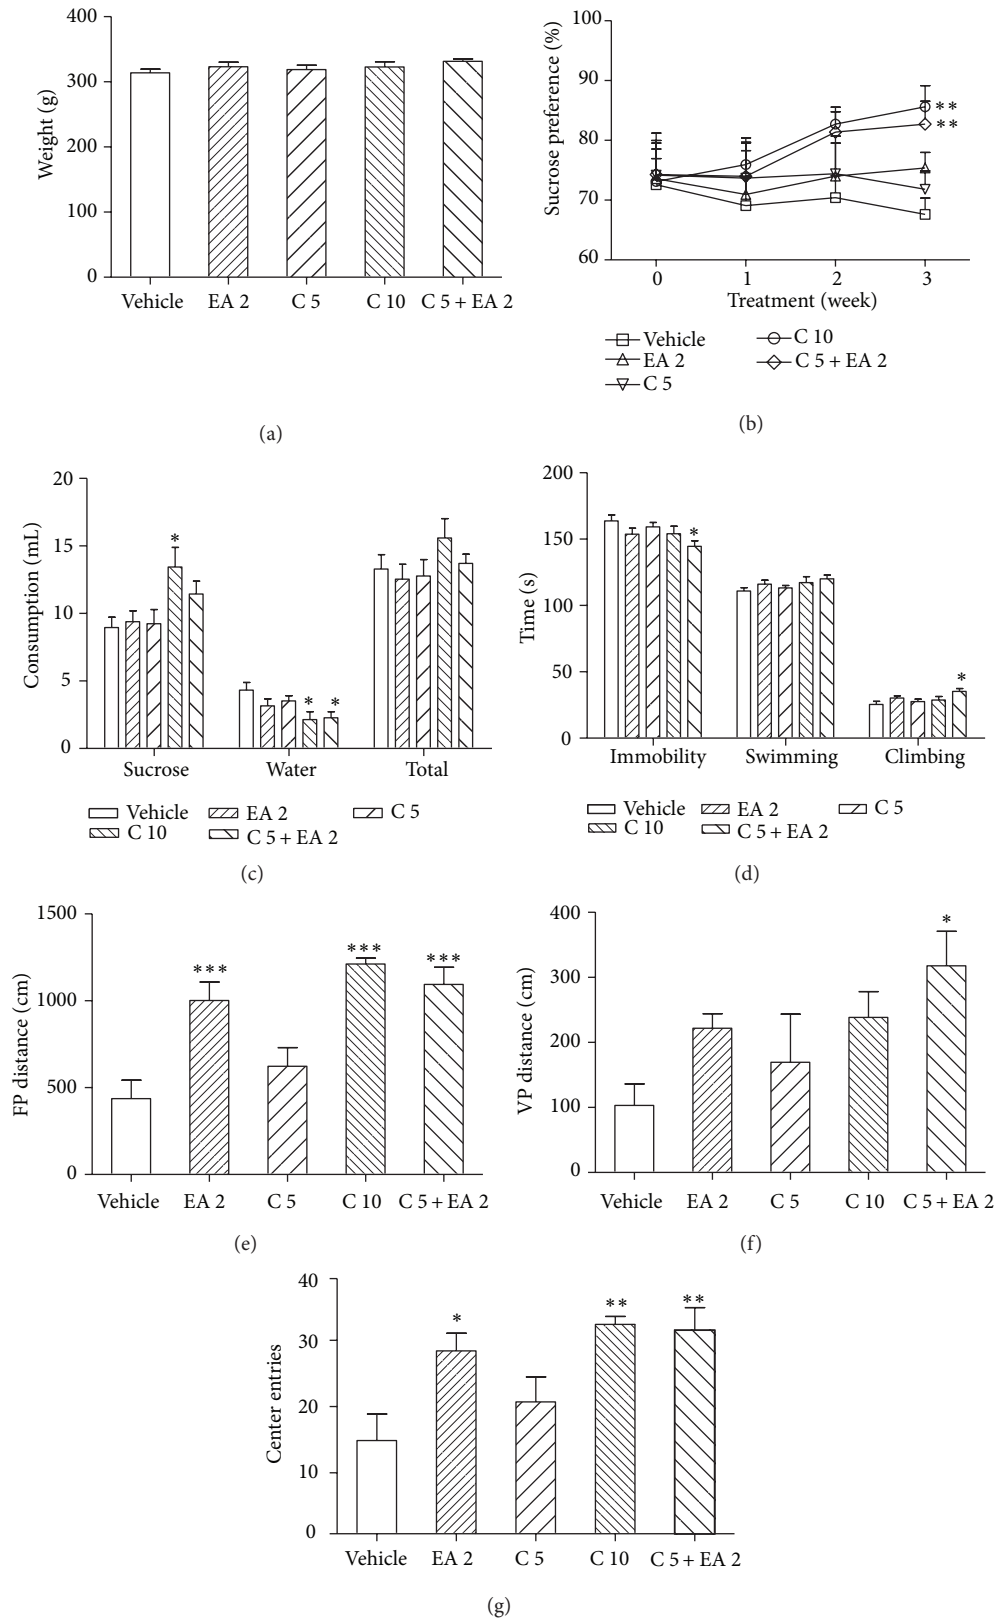 400
300
200
100
0
Weight (g)
Vehicle EA 2 C 5 C 10 C 5 + EA 2
(a)
100
90
80
70
60
Sucrose preference (%)
**
**
0 1 2 3
Treatment (week)
Vehicle C 10
EA 2 C 5 + EA 2
C 5
(b)
20
15
10
5
0
Consumption (mL)
*
* *
Sucrose Water Total
Vehicle EA 2 C 5
C 10 C 5 + EA 2
(c)
200
150
100
50
0
Time (s)
*
*
Immobility Swimming Climbing
Vehicle EA 2 C 5
C 10 C 5 + EA 2
(d)
1500
1000
500
0
FP distance (cm)
*** *** ***
Vehicle EA 2 C 5 C 10 C 5 + EA 2
(e)
400
300
200
100
0
VP distance (cm)
*
Vehicle EA 2 C 5 C 10 C 5 + EA 2
(f)
40
30
20
10
0
Center entries
* ** **
Vehicle EA 2 C 5 C 10 C 5 + EA 2
(g)